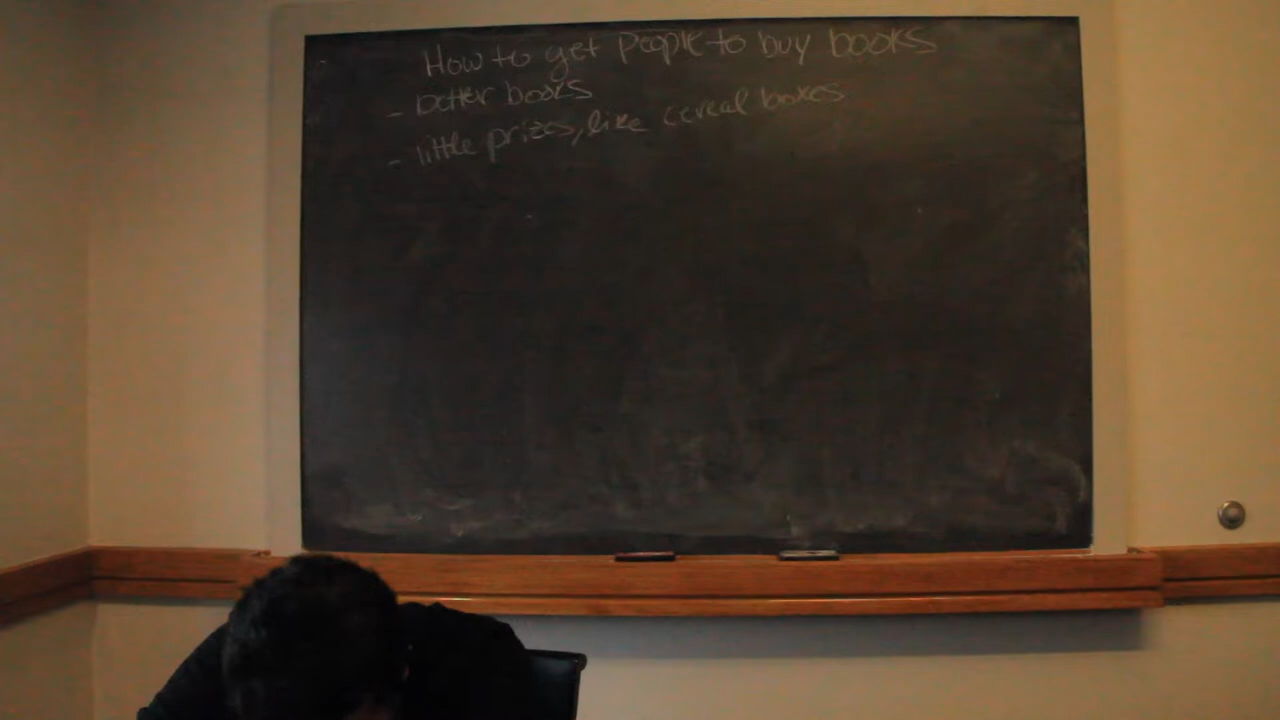 How to get people to buy books
- better books
- little prizes, like cereal boxes